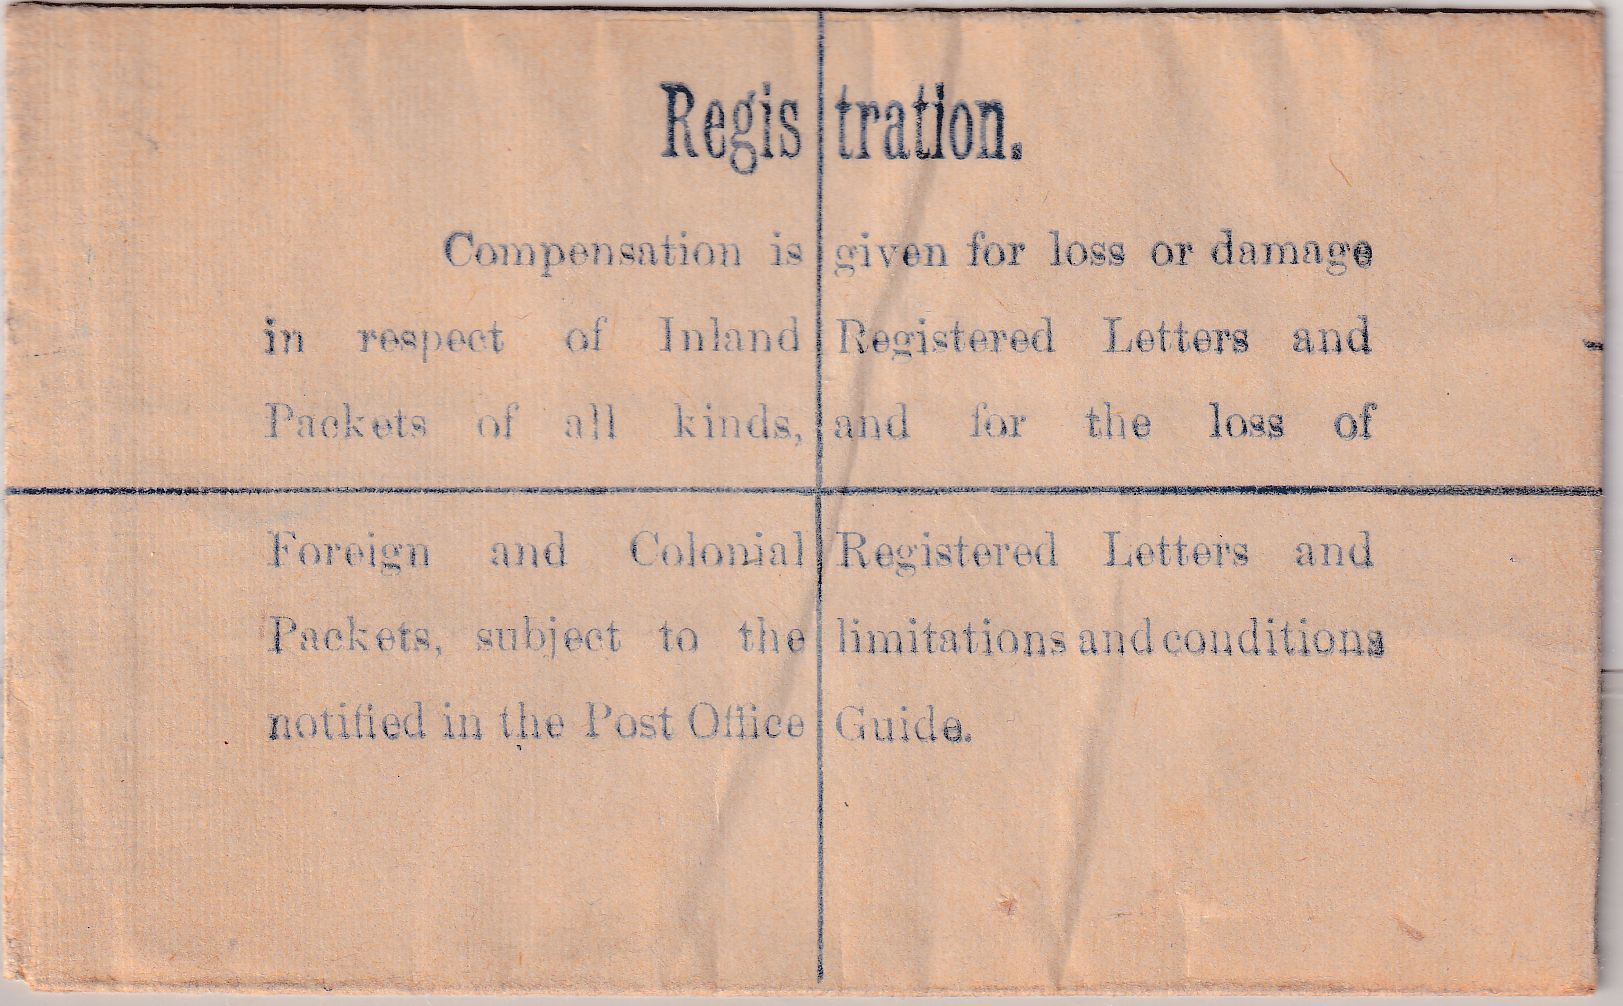 Registration.
Compensation is given for loss or damage
in respect of Inland Registered Letters and
Packets of all kinds, and for the loss of
Foreign and Colonial Registered Letters and
Packets, subject to the limitations and conditions
notified in the Post Office Guide.